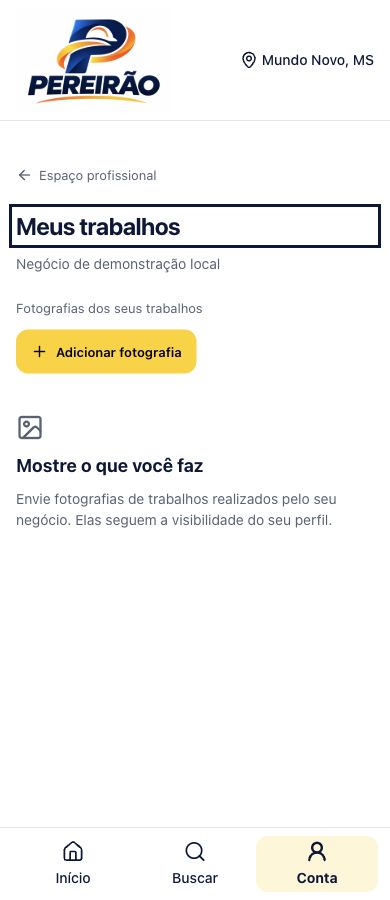 PEREIRÃO
Mundo Novo, MS
Espaço profissional
Meus trabalhos
Negócio de demonstração local
Fotografias dos seus trabalhos
Adicionar fotografia
Mostre o que você faz
Envie fotografias de trabalhos realizados pelo seu
negócio. Elas seguem a visibilidade do seu perfil.
Início
Buscar
Conta